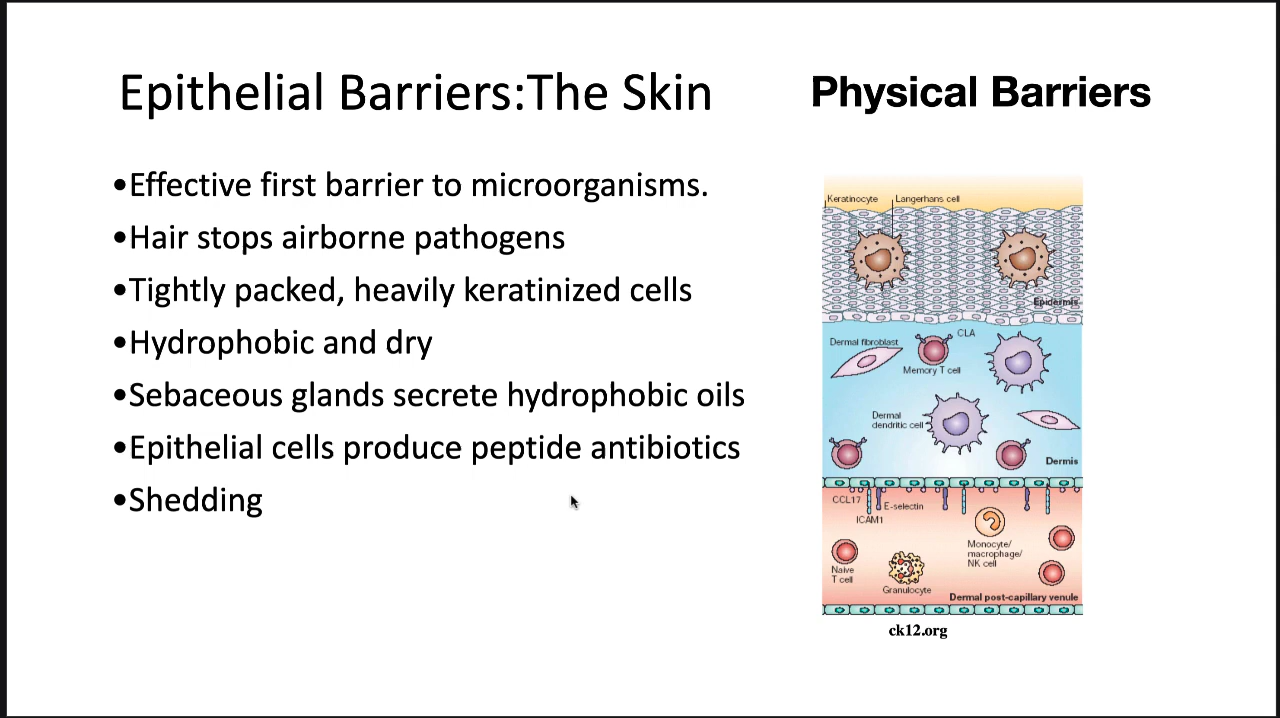 Epithelial Barriers:The Skin
Physical Barriers
•Effective first barrier to microorganisms.
•Hair stops airborne pathogens
•Tightly packed, heavily keratinized cells
•Hydrophobic and dry
•Sebaceous glands secrete hydrophobic oils
•Epithelial cells produce peptide antibiotics
•Shedding
Keratinocyte
Langerhans cell
Epidermis
Dermal fibroblast
CLA
Memory T cell
Dermal
dendritic cell
Dermis
CCL17
E-selectin
ICAM1
Monocyte/
macrophage/
NK cell
Naive
T cell
Granulocyte
Dermal post-capillary venule
ck12.org